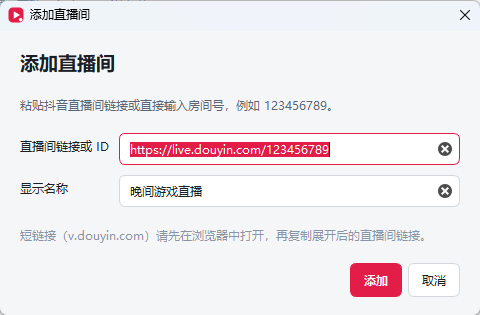 添加直播间
添加直播间
粘贴抖音直播间链接或直接输入房间号，例如 123456789。
直播间链接或 ID
https://live.douyin.com/123456789
显示名称
晚间游戏直播
短链接（v.douyin.com）请先在浏览器中打开，再复制展开后的直播间链接。
添加
取消